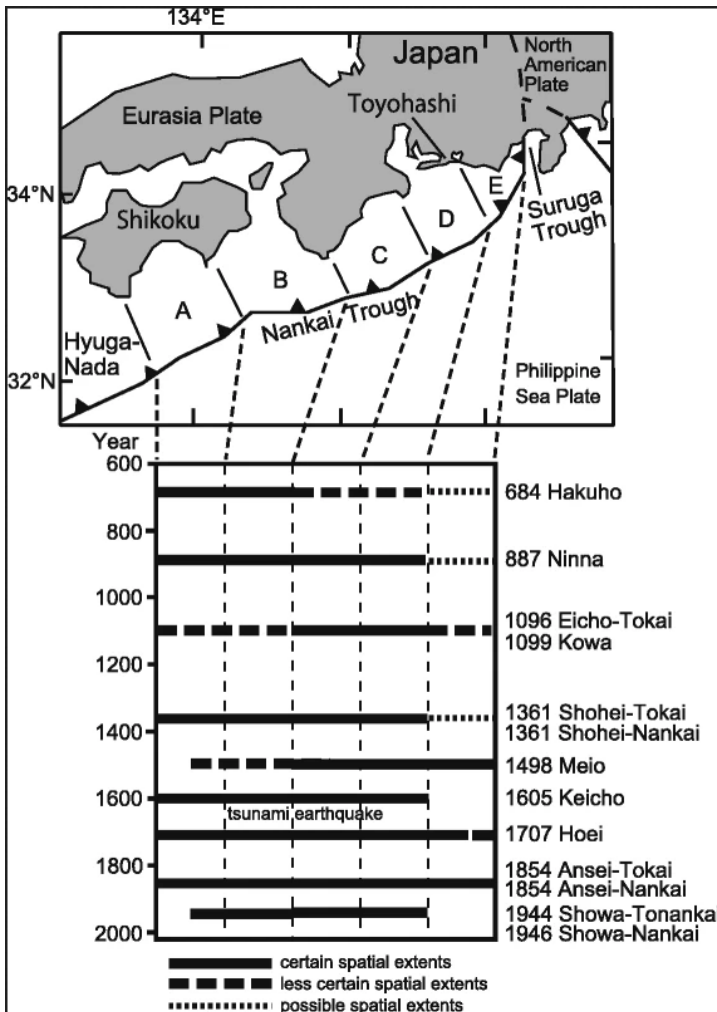 134°E
Japan
North
American
Plate
Toyohashi
Eurasia Plate
34°N
Shikoku
E
D
C
B
A
Suruga
Trough
Nankai Trough
Hyuga-
Nada
32°N
Philippine
Sea Plate
Year
600
684 Hakuho
800
887 Ninna
1000
1096 Eicho-Tokai
1099 Kowa
1200
1361 Shohei-Tokai
1361 Shohei-Nankai
1400
1498 Meio
1600
1605 Keicho
tsunami earthquake
1707 Hoei
1800
1854 Ansei-Tokai
1854 Ansei-Nankai
1944 Showa-Tonankai
1946 Showa-Nankai
2000
certain spatial extents
less certain spatial extents
possible spatial extents